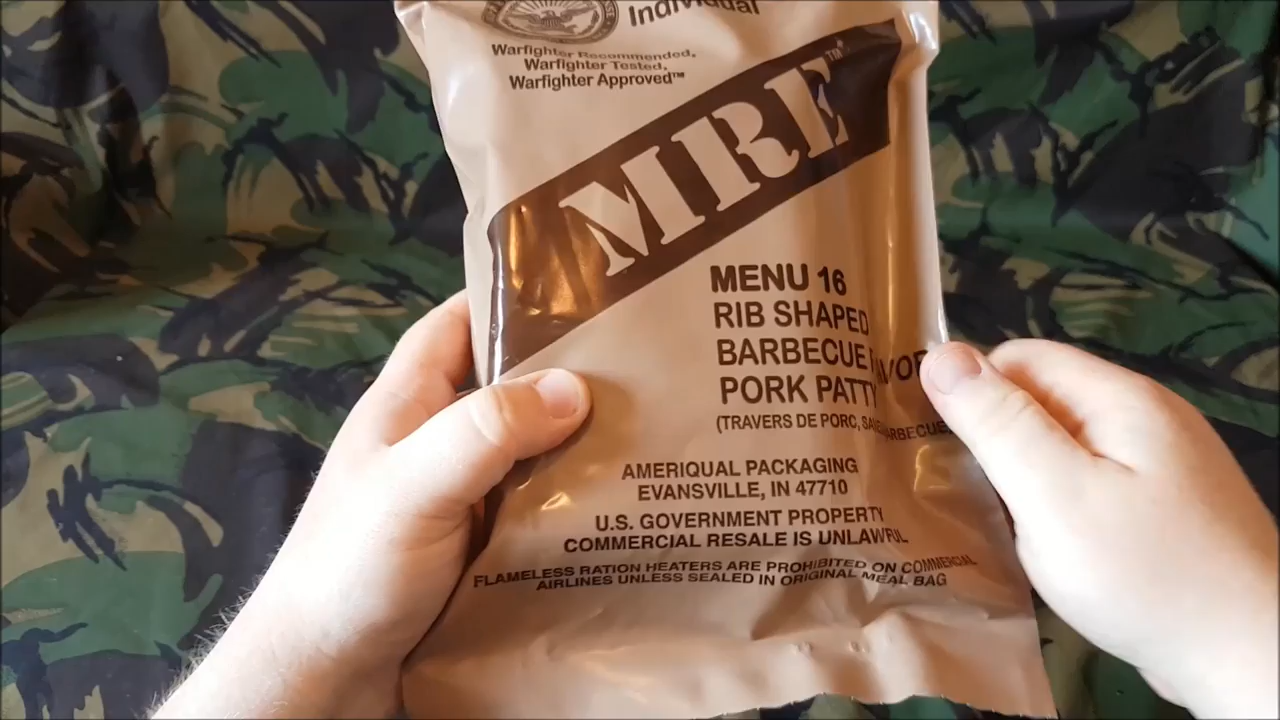 Individual
Warfighter Recommended,
Warfighter Tested,
Warfighter Approved™
MRE™
MENU 16
RIB SHAPED
BARBECUE
PORK PATTY
(TRAVERS DE PORC,
AMERIQUAL PACKAGING
EVANSVILLE, IN 47710
U.S. GOVERNMENT PROPERTY
COMMERCIAL RESALE IS UNLAWFUL
FLAMELESS RATION HEATERS ARE PROHIBITED ON COMMERCIAL
AIRLINES UNLESS SEALED IN ORIGINAL MEAL BAG